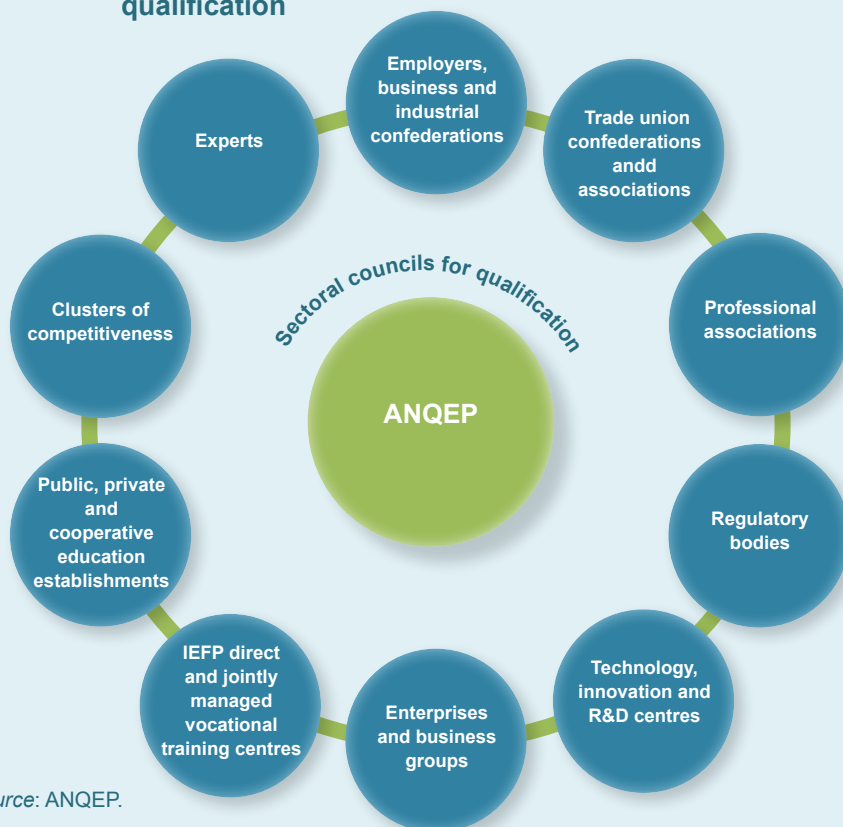 qualification
Employers,
business and
industrial
confederations
Trade union
confederations
andd
associations
Professional
associations
Regulatory
bodies
Technology,
innovation and
R&D centres
Enterprises
and business
groups
IEFP direct
and jointly
managed
vocational
training centres
Public, private
and
cooperative
education
establishments
Clusters of
competitiveness
Experts
Sectoral councils for qualification
ANQEP
urce: ANQEP.